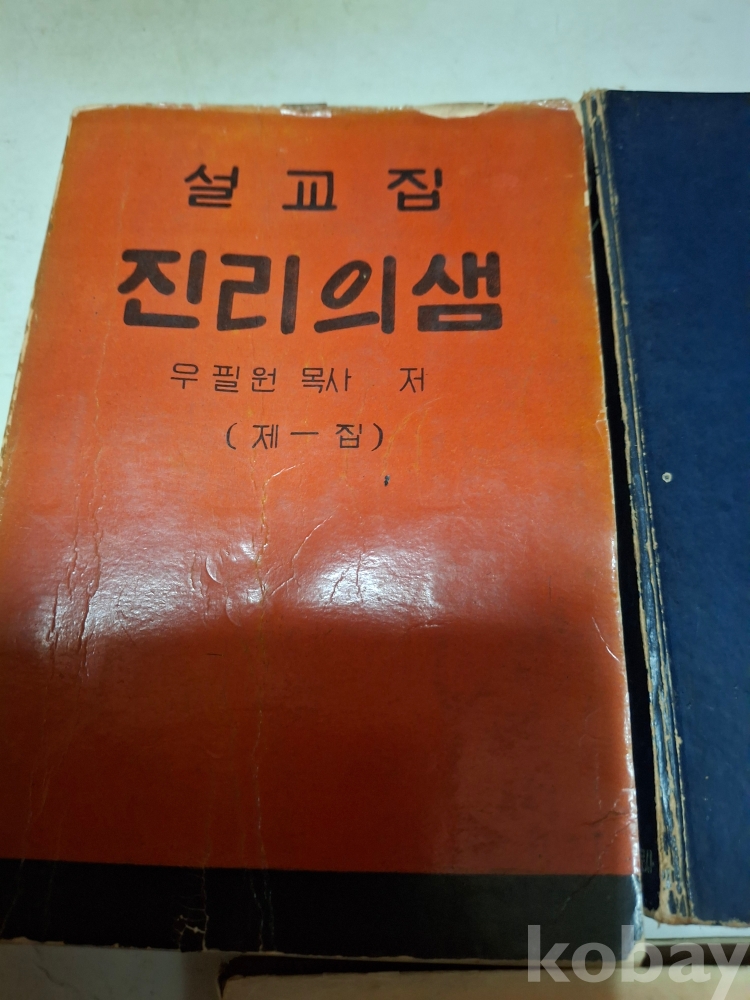 설교집
진리의샘
우필원 목사 저
(제一집)
kobay